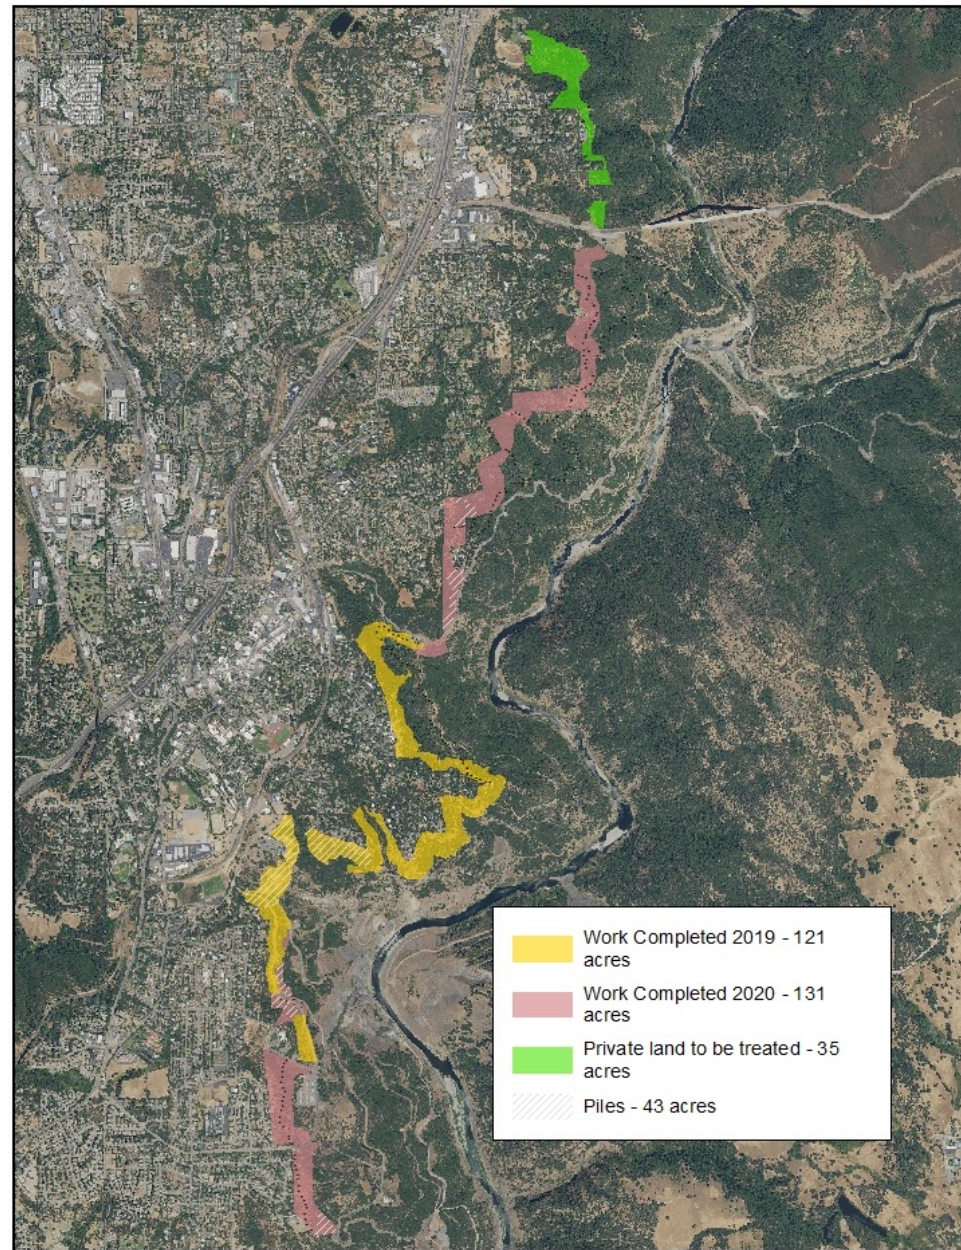 Work Completed 2019 - 121
acres
Work Completed 2020 - 131
acres
Private land to be treated - 35
acres
Piles - 43 acres